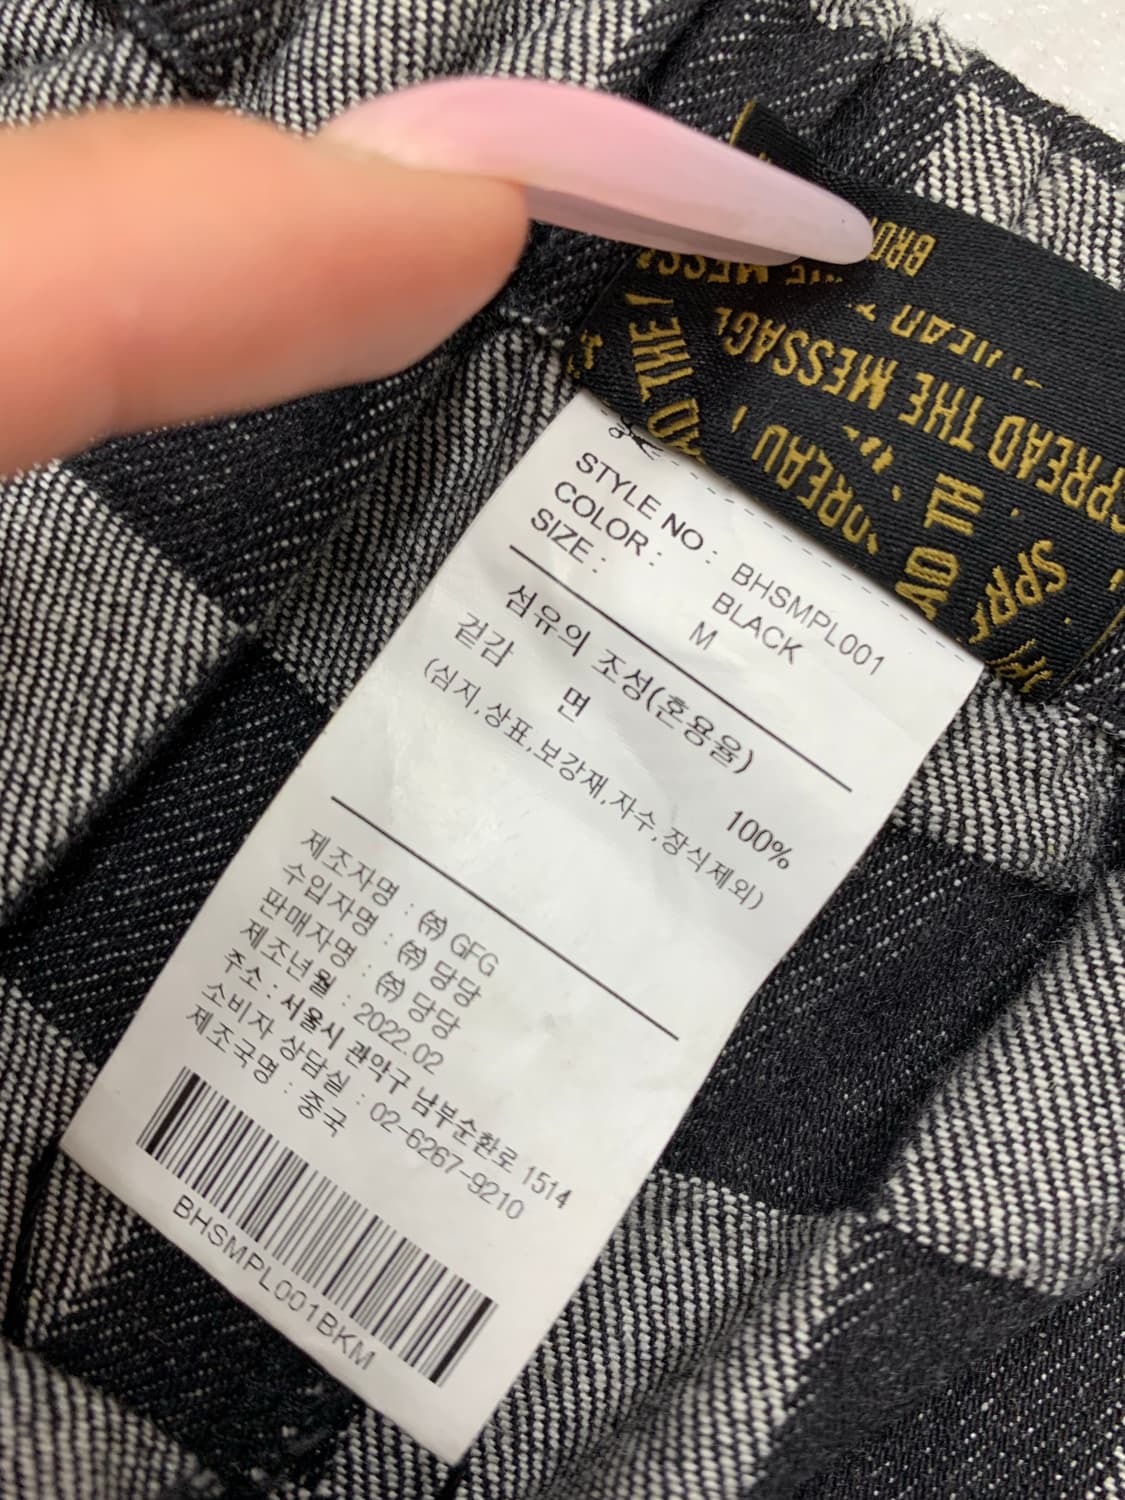 SPREAD THE MESSAGE
STYLE NO : BHSMPL001
COLOR : BLACK
SIZE : M
섬유의 조성(혼용율)
겉감 면 100%
(심지,상표,보강재,자수,장식제외)
제조자명 : ㈜ GFG
수입자명 : ㈜ 당당
판매자명 : ㈜ 당당
제조년월 : 2022.02
주소 : 서울시 관악구 남부순환로 1514
소비자 상담실 : 02-6267-9210
제조국명 : 중국
BHSMPL001BKM